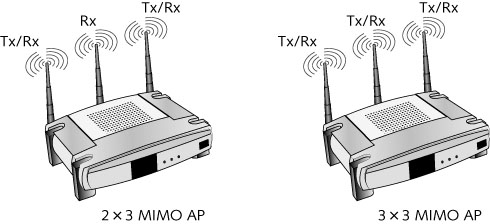 Tx/Rx
Rx
Tx/Rx
Tx/Rx
Tx/Rx
Tx/Rx
2×3 MIMO AP
3×3 MIMO AP